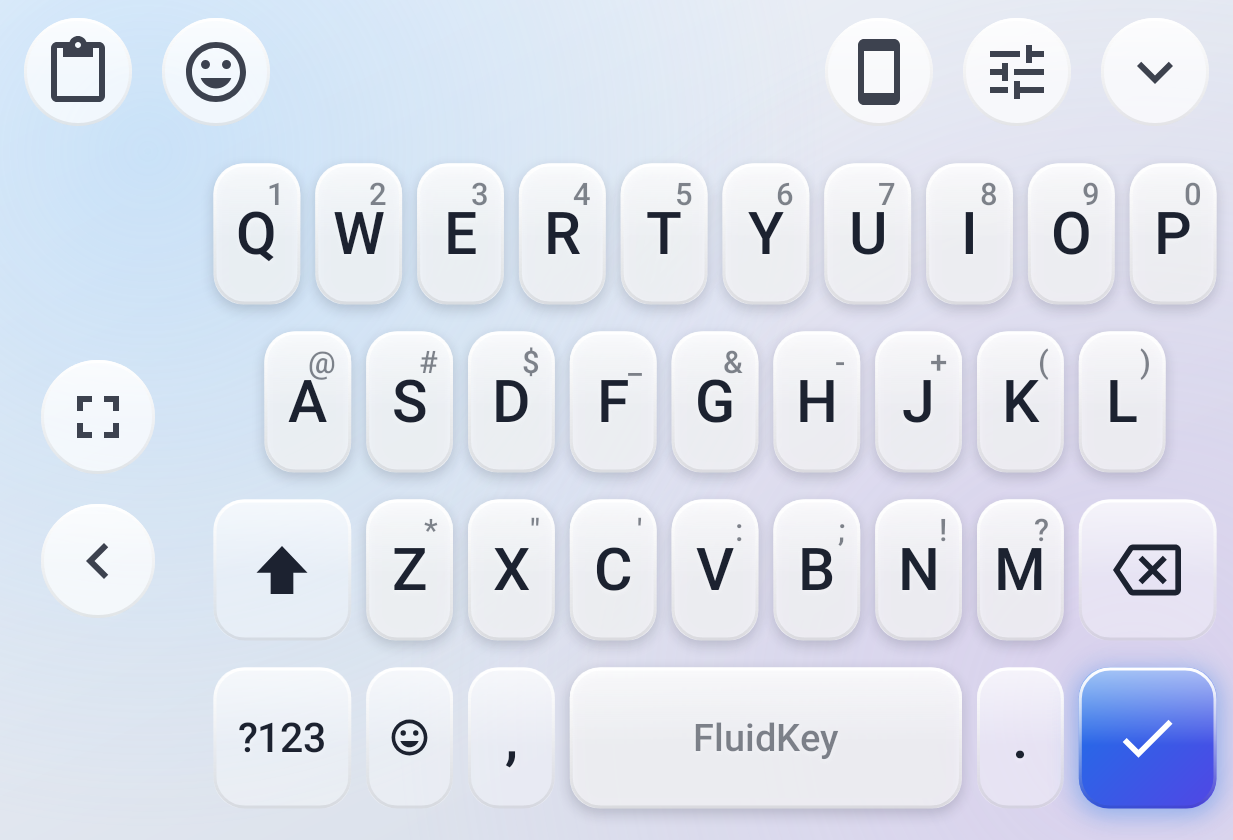 1 2 3 4 5 6 7 8 9 0
Q W E R T Y U I O P
@ # $ _ & - + ( )
A S D F G H J K L
* " ' : ; ! ?
Z X C V B N M
?123 , FluidKey .